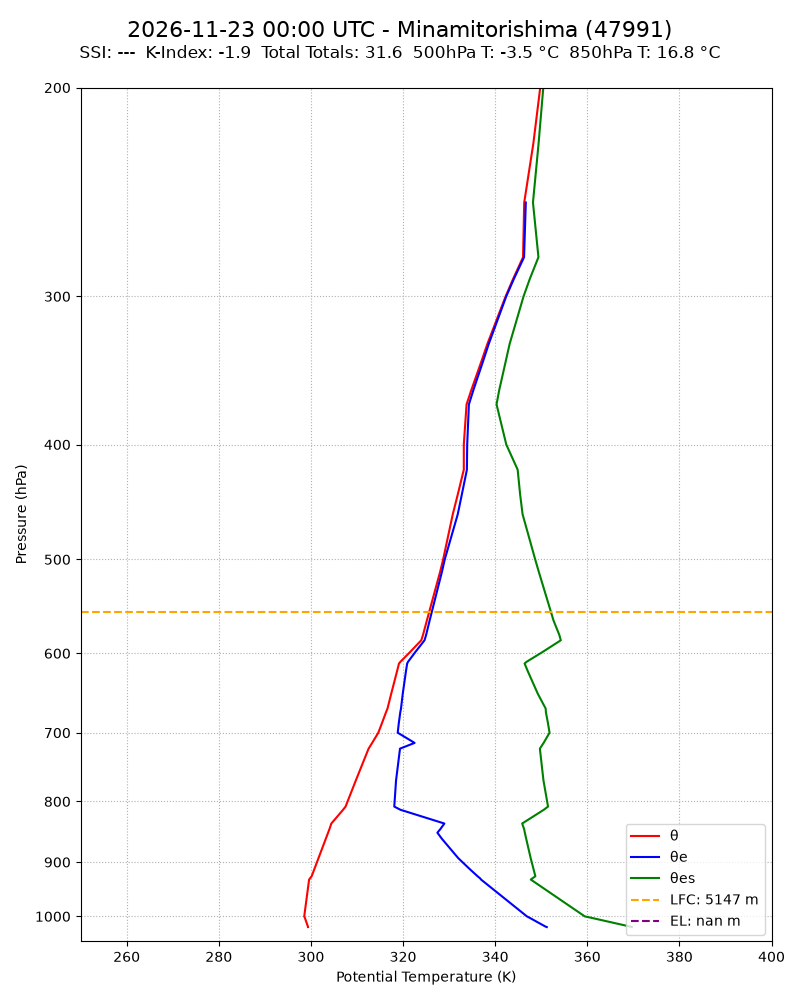 2026-11-23 00:00 UTC - Minamitorishima (47991)
SSI: --- K-Index: -1.9 Total Totals: 31.6 500hPa T: -3.5 °C 850hPa T: 16.8 °C
200
300
400
500
600
700
800
900
1000
Pressure (hPa)
260 280 300 320 340 360 380 400
Potential Temperature (K)
θ
θe
θes
LFC: 5147 m
EL: nan m